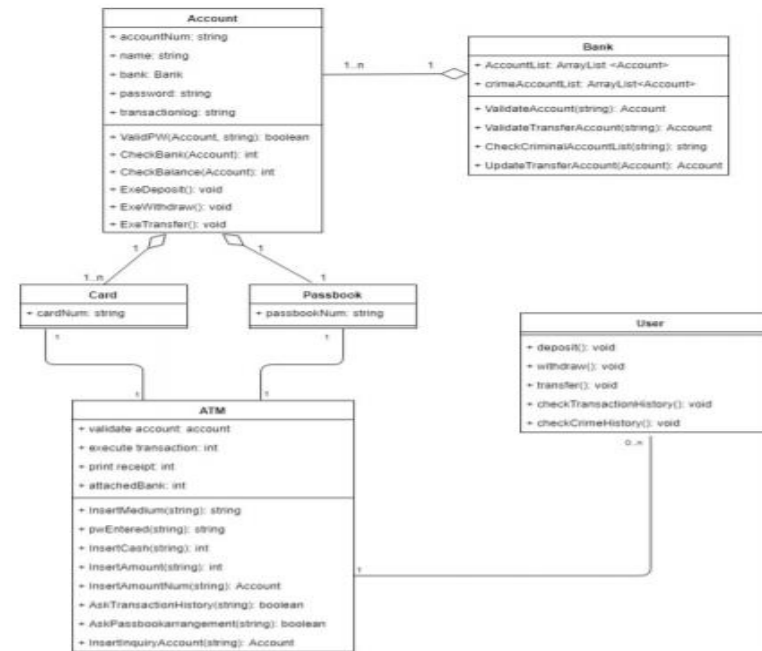 Account
+ accountNum: string
+ name: string
+ bank: Bank
+ password: string
+ transactionlog: string
+ ValidPW(Account, string): boolean
+ CheckBank(Account): int
+ CheckBalance(Account): int
+ ExeDeposit(): void
+ ExeWithdraw(): void
+ ExeTransfer(): void
1..n
1
Bank
+ AccountList: ArrayList <Account>
+ crimeAccountList: ArrayList<Account>
+ ValidateAccount(string): Account
+ ValidateTransferAccount(string): Account
+ CheckCriminalAccountList(string): string
+ UpdateTransferAccount(Account): Account
1
1
1..n
1
Card
+ cardNum: string
Passbook
+ passbookNum: string
1
1
1
1
User
+ deposit(): void
+ withdraw(): void
+ transfer(): void
+ checkTransactionHistory(): void
+ checkCrimeHistory(): void
0..n
ATM
+ validate account: account
+ execute transaction: int
+ print receipt: int
+ attachedBank: int
+ InsertMedium(string): string
+ pwEntered(string): string
+ InsertCash(string): int
+ InsertAmount(string): int
+ InsertAmountNum(string): Account
+ AskTransactionHistory(string): boolean
+ AskPassbookarrangement(string): boolean
+ InsertInquiryAccount(string): Account
1